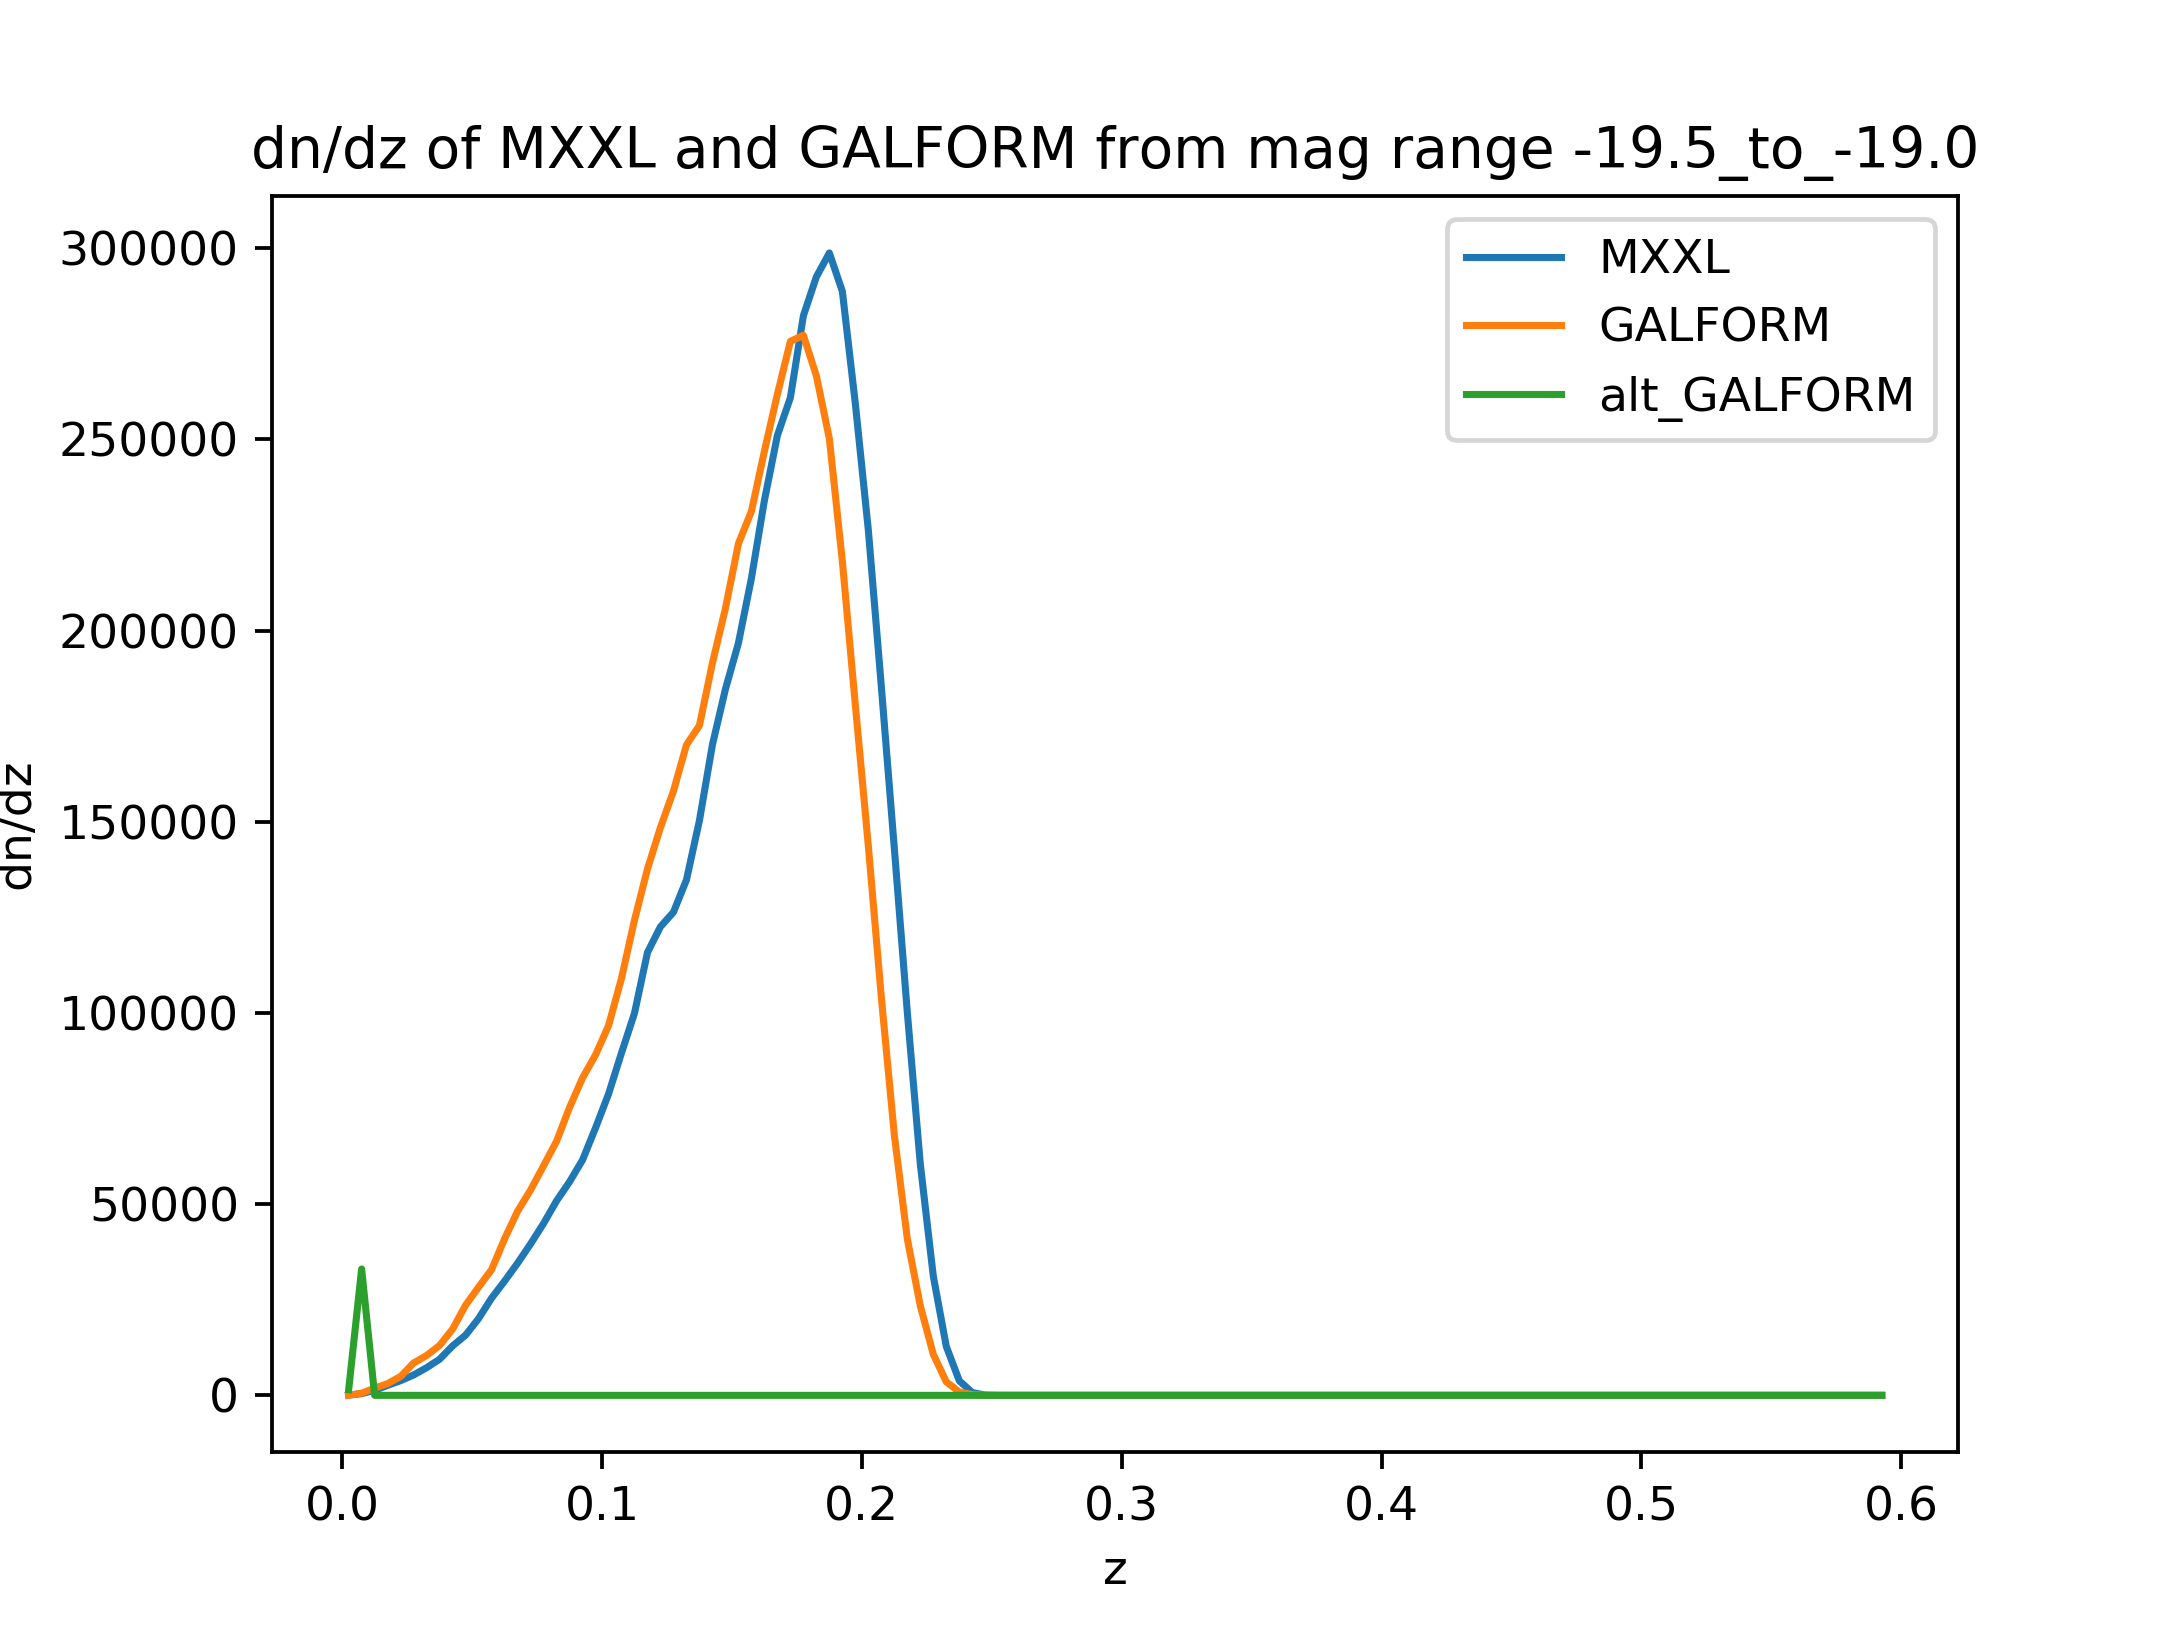 dn/dz of MXXL and GALFORM from mag range -19.5_to_-19.0
MXXL
GALFORM
alt_GALFORM
300000
250000
200000
150000
100000
50000
0
dn/dz
0.0 0.1 0.2 0.3 0.4 0.5 0.6
z